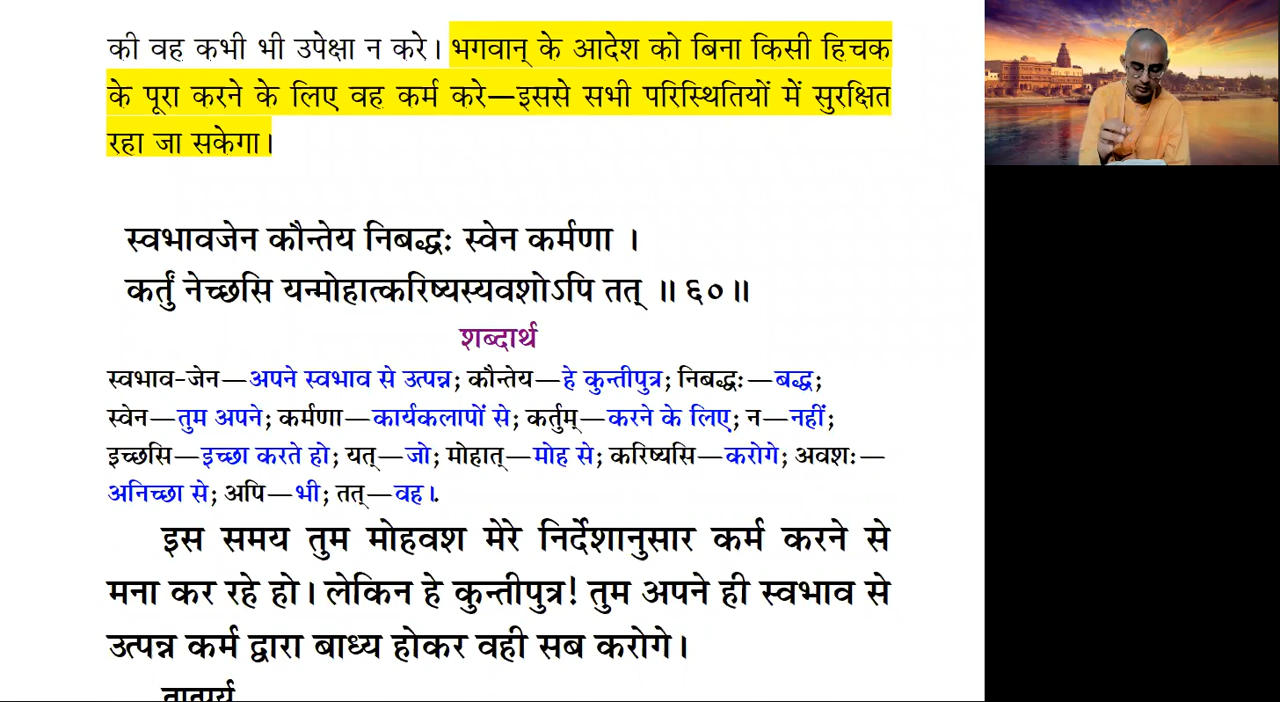 की वह कभी भी उपेक्षा न करे। भगवान् के आदेश को बिना किसी हिचक
के पूरा करने के लिए वह कर्म करे—इससे सभी परिस्थितियों में सुरक्षित
रहा जा सकेगा।
स्वभावजेन कौन्तेय निबद्धः स्वेन कर्मणा ।
कर्तुं नेच्छसि यन्मोहात्करिष्यस्यवशोऽपि तत् ॥ ६० ॥
शब्दार्थ
स्वभाव-जेन—अपने स्वभाव से उत्पन्न; कौन्तेय—हे कुन्तीपुत्र; निबद्धः—बद्ध;
स्वेन—तुम अपने; कर्मणा—कार्यकलापों से; कर्तुम्—करने के लिए; न—नहीं;
इच्छसि—इच्छा करते हो; यत्—जो; मोहात्—मोह से; करिष्यसि—करोगे; अवशः—
अनिच्छा से; अपि—भी; तत्—वह।.
इस समय तुम मोहवश मेरे निर्देशानुसार कर्म करने से
मना कर रहे हो। लेकिन हे कुन्तीपुत्र! तुम अपने ही स्वभाव से
उत्पन्न कर्म द्वारा बाध्य होकर वही सब करोगे।
तात्पर्य